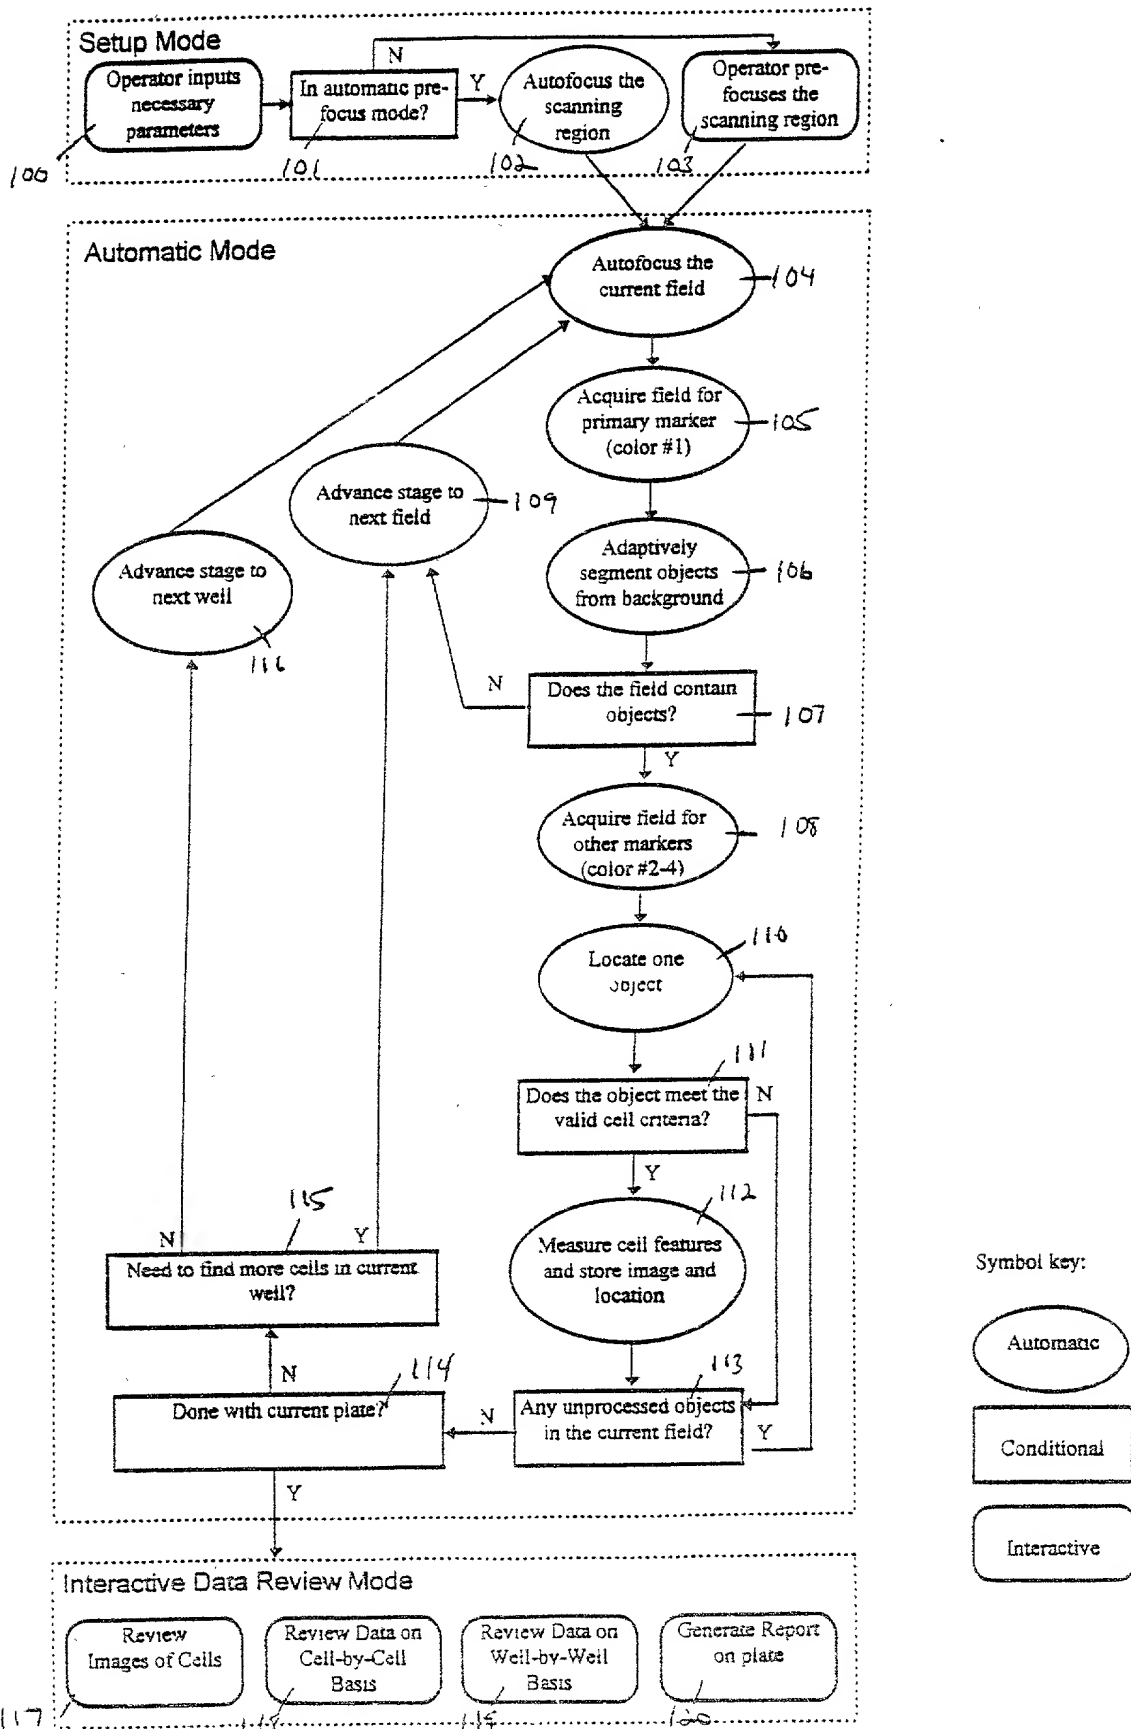 Setup Mode
Operator inputs
necessary
parameters
100
In automatic pre-
focus mode?
101
N
Y
Autofocus the
scanning
region
102
Operator pre-
focuses the
scanning region
103
Automatic Mode
Autofocus the
current field
104
Acquire field for
primary marker
(color #1)
105
Advance stage to
next field
109
Adaptively
segment objects
from background
106
Advance stage to
next well
116
N
Does the field contain
objects?
107
Y
Acquire field for
other markers
(color #2-4)
108
Locate one
object
110
Does the object meet the
valid cell criteria?
111
N
Y
Measure cell features
and store image and
location
112
N
115
Y
Need to find more cells in current
well?
N
Done with current plate?
114
N
Any unprocessed objects
in the current field?
113
Y
Y
Symbol key:
Automatic
Conditional
Interactive
Interactive Data Review Mode
Review
Images of Cells
117
Review Data on
Cell-by-Cell
Basis
118
Review Data on
Well-by-Well
Basis
119
Generate Report
on plate
120